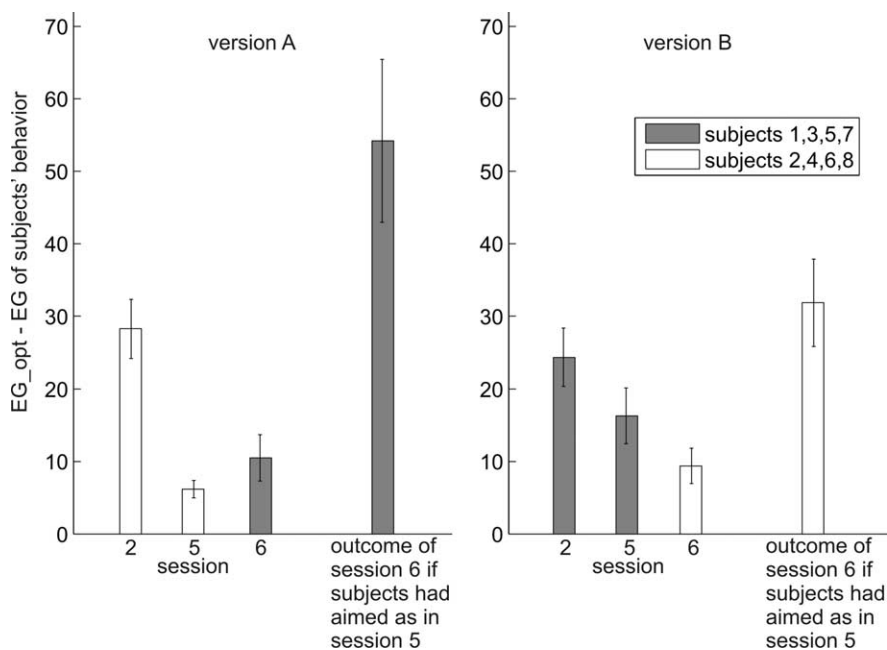 EG_opt - EG of subjects' behavior
version A
70
60
50
40
30
20
10
0
2
5
6
session
outcome of
session 6 if
subjects had
aimed as in
session 5
version B
subjects 1,3,5,7
subjects 2,4,6,8
70
60
50
40
30
20
10
0
2
5
6
session
outcome of
session 6 if
subjects had
aimed as in
session 5